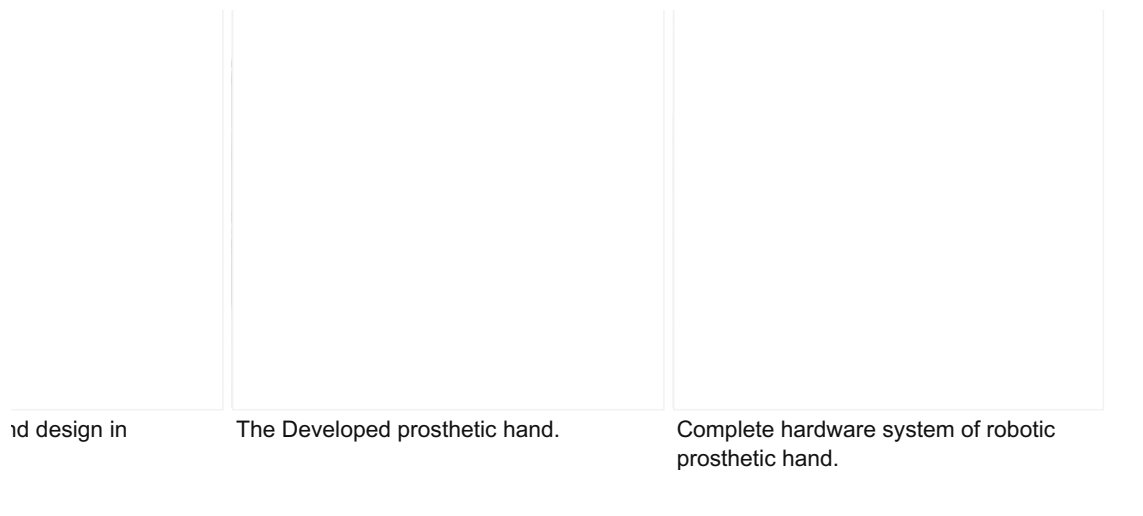 design in
The Developed prosthetic hand.
Complete hardware system of robotic
prosthetic hand.